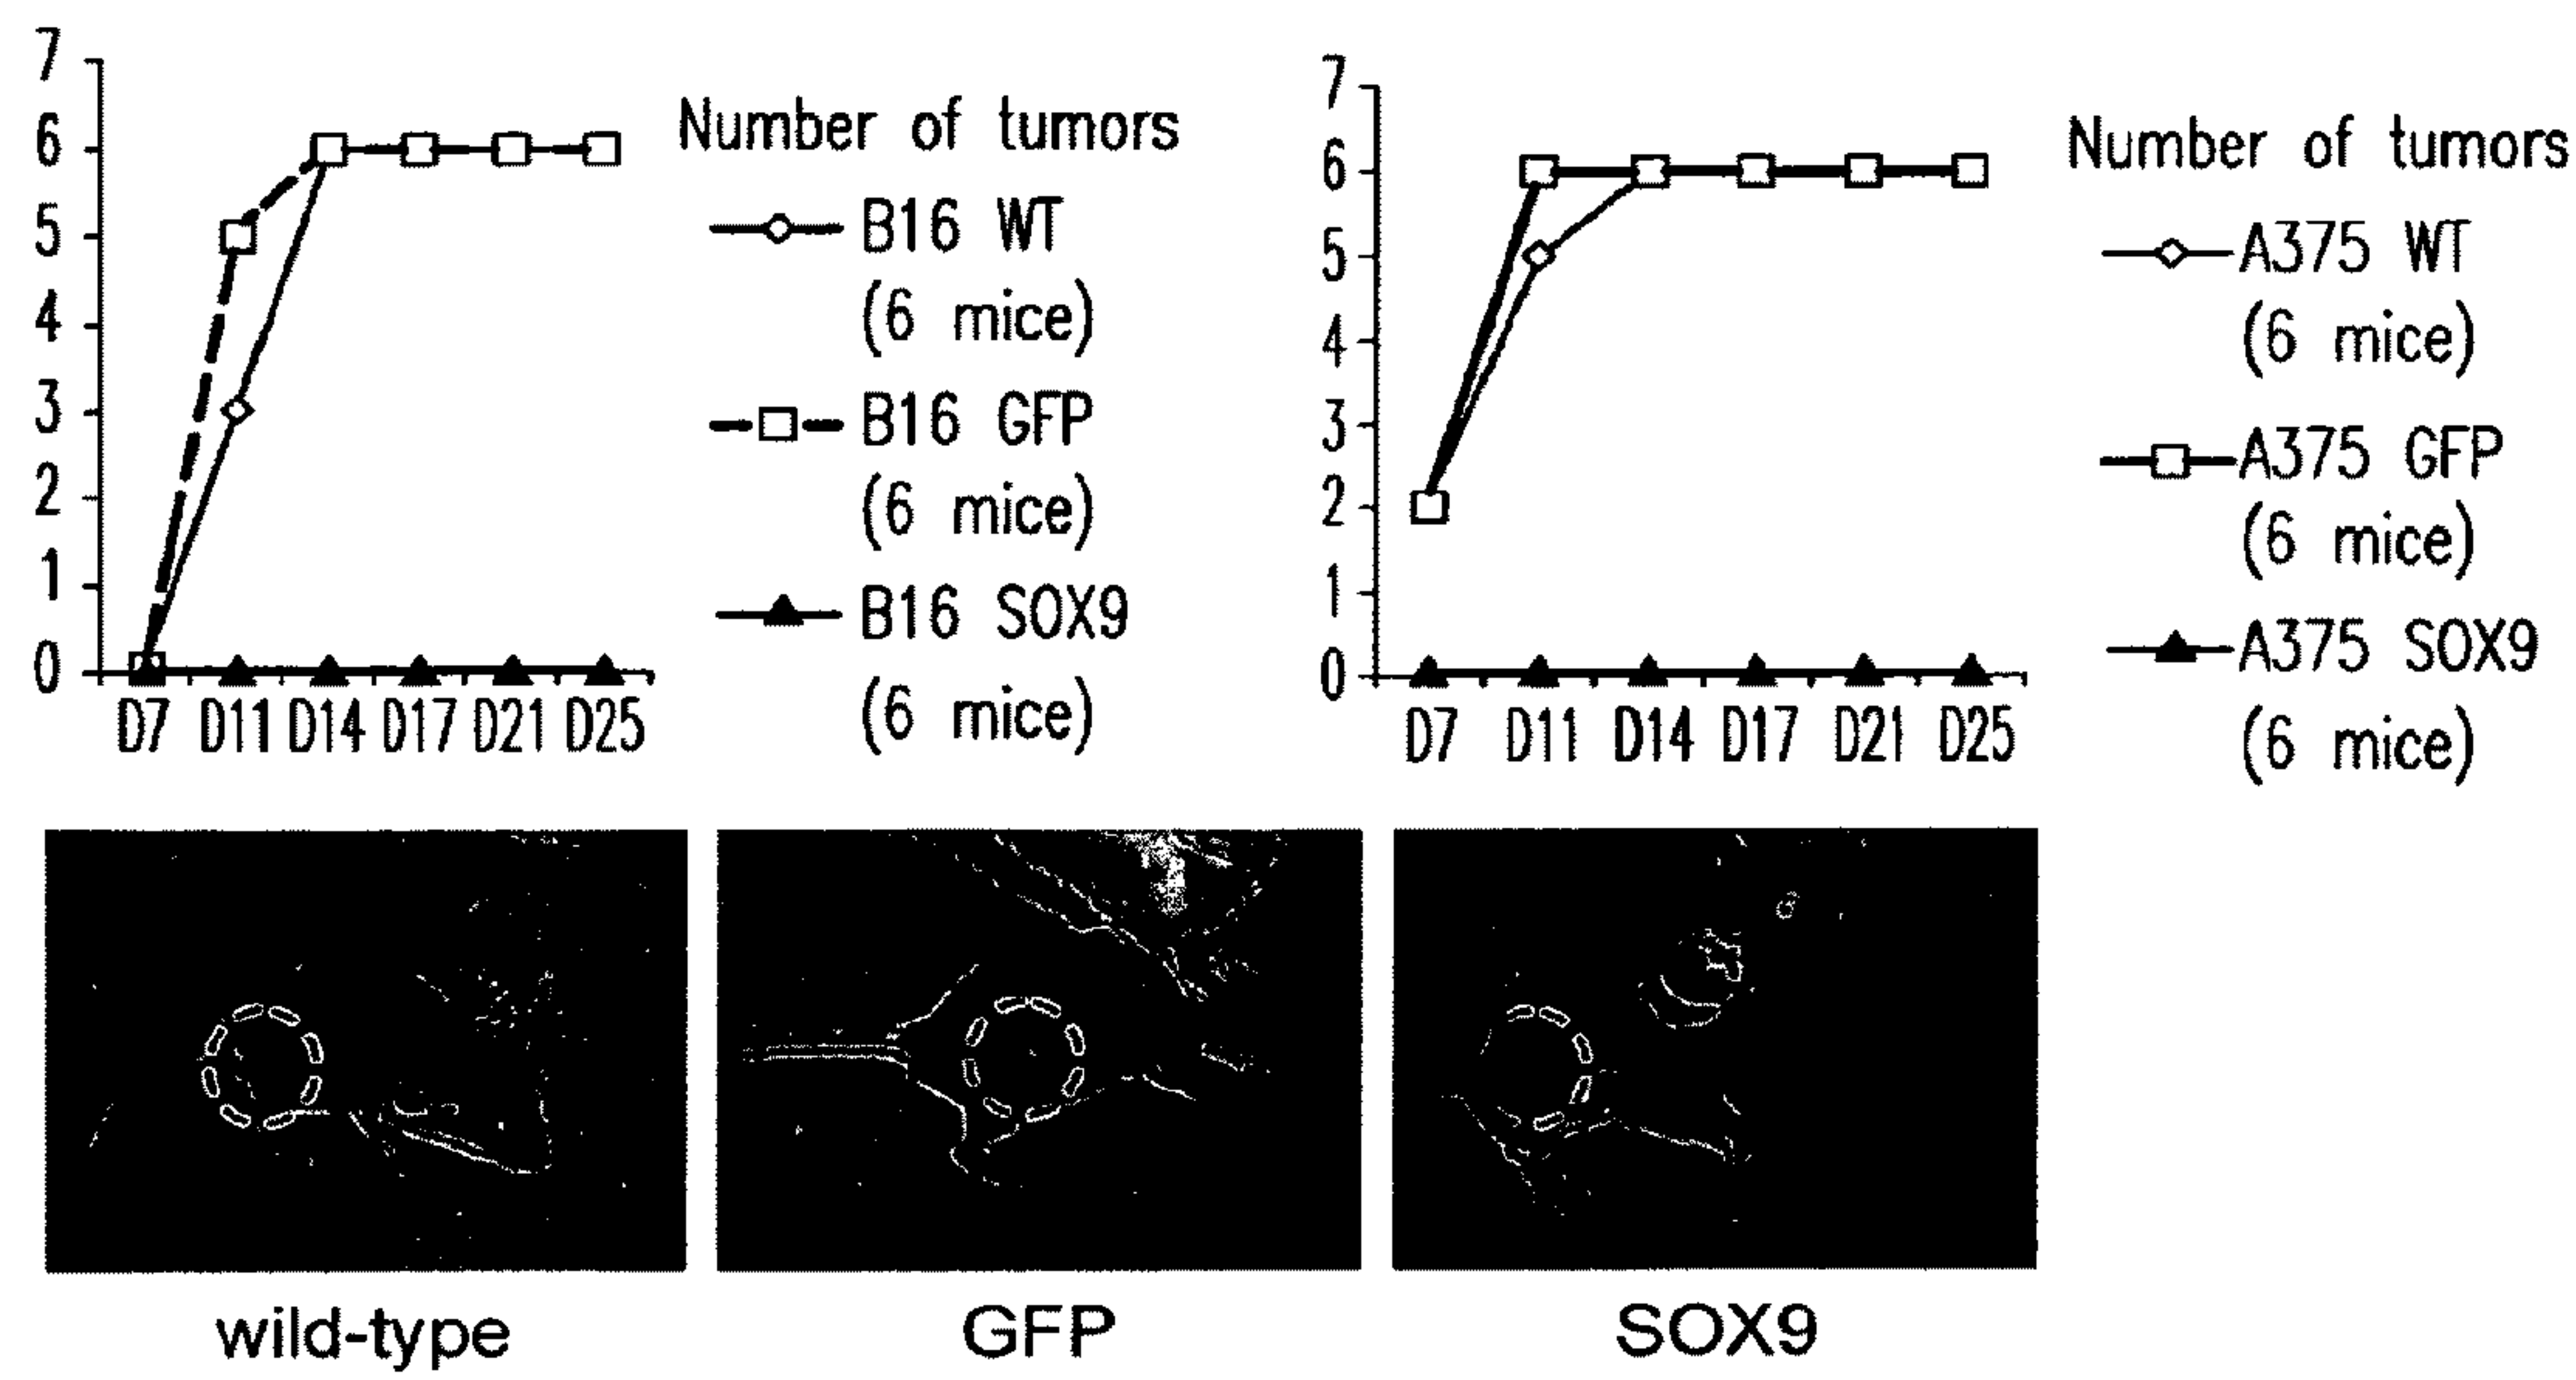 7
6
5
4
3
2
1
0
D7 D11 D14 D17 D21 D25
Number of tumors
B16 WT
(6 mice)
B16 GFP
(6 mice)
B16 SOX9
(6 mice)
7
6
5
4
3
2
1
0
D7 D11 D14 D17 D21 D25
Number of tumors
A375 WT
(6 mice)
A375 GFP
(6 mice)
A375 SOX9
(6 mice)
wild-type
GFP
SOX9